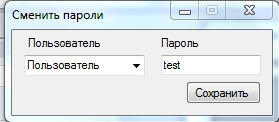 Сменить пароли
Пользователь Пароль
Пользователь test
Сохранить